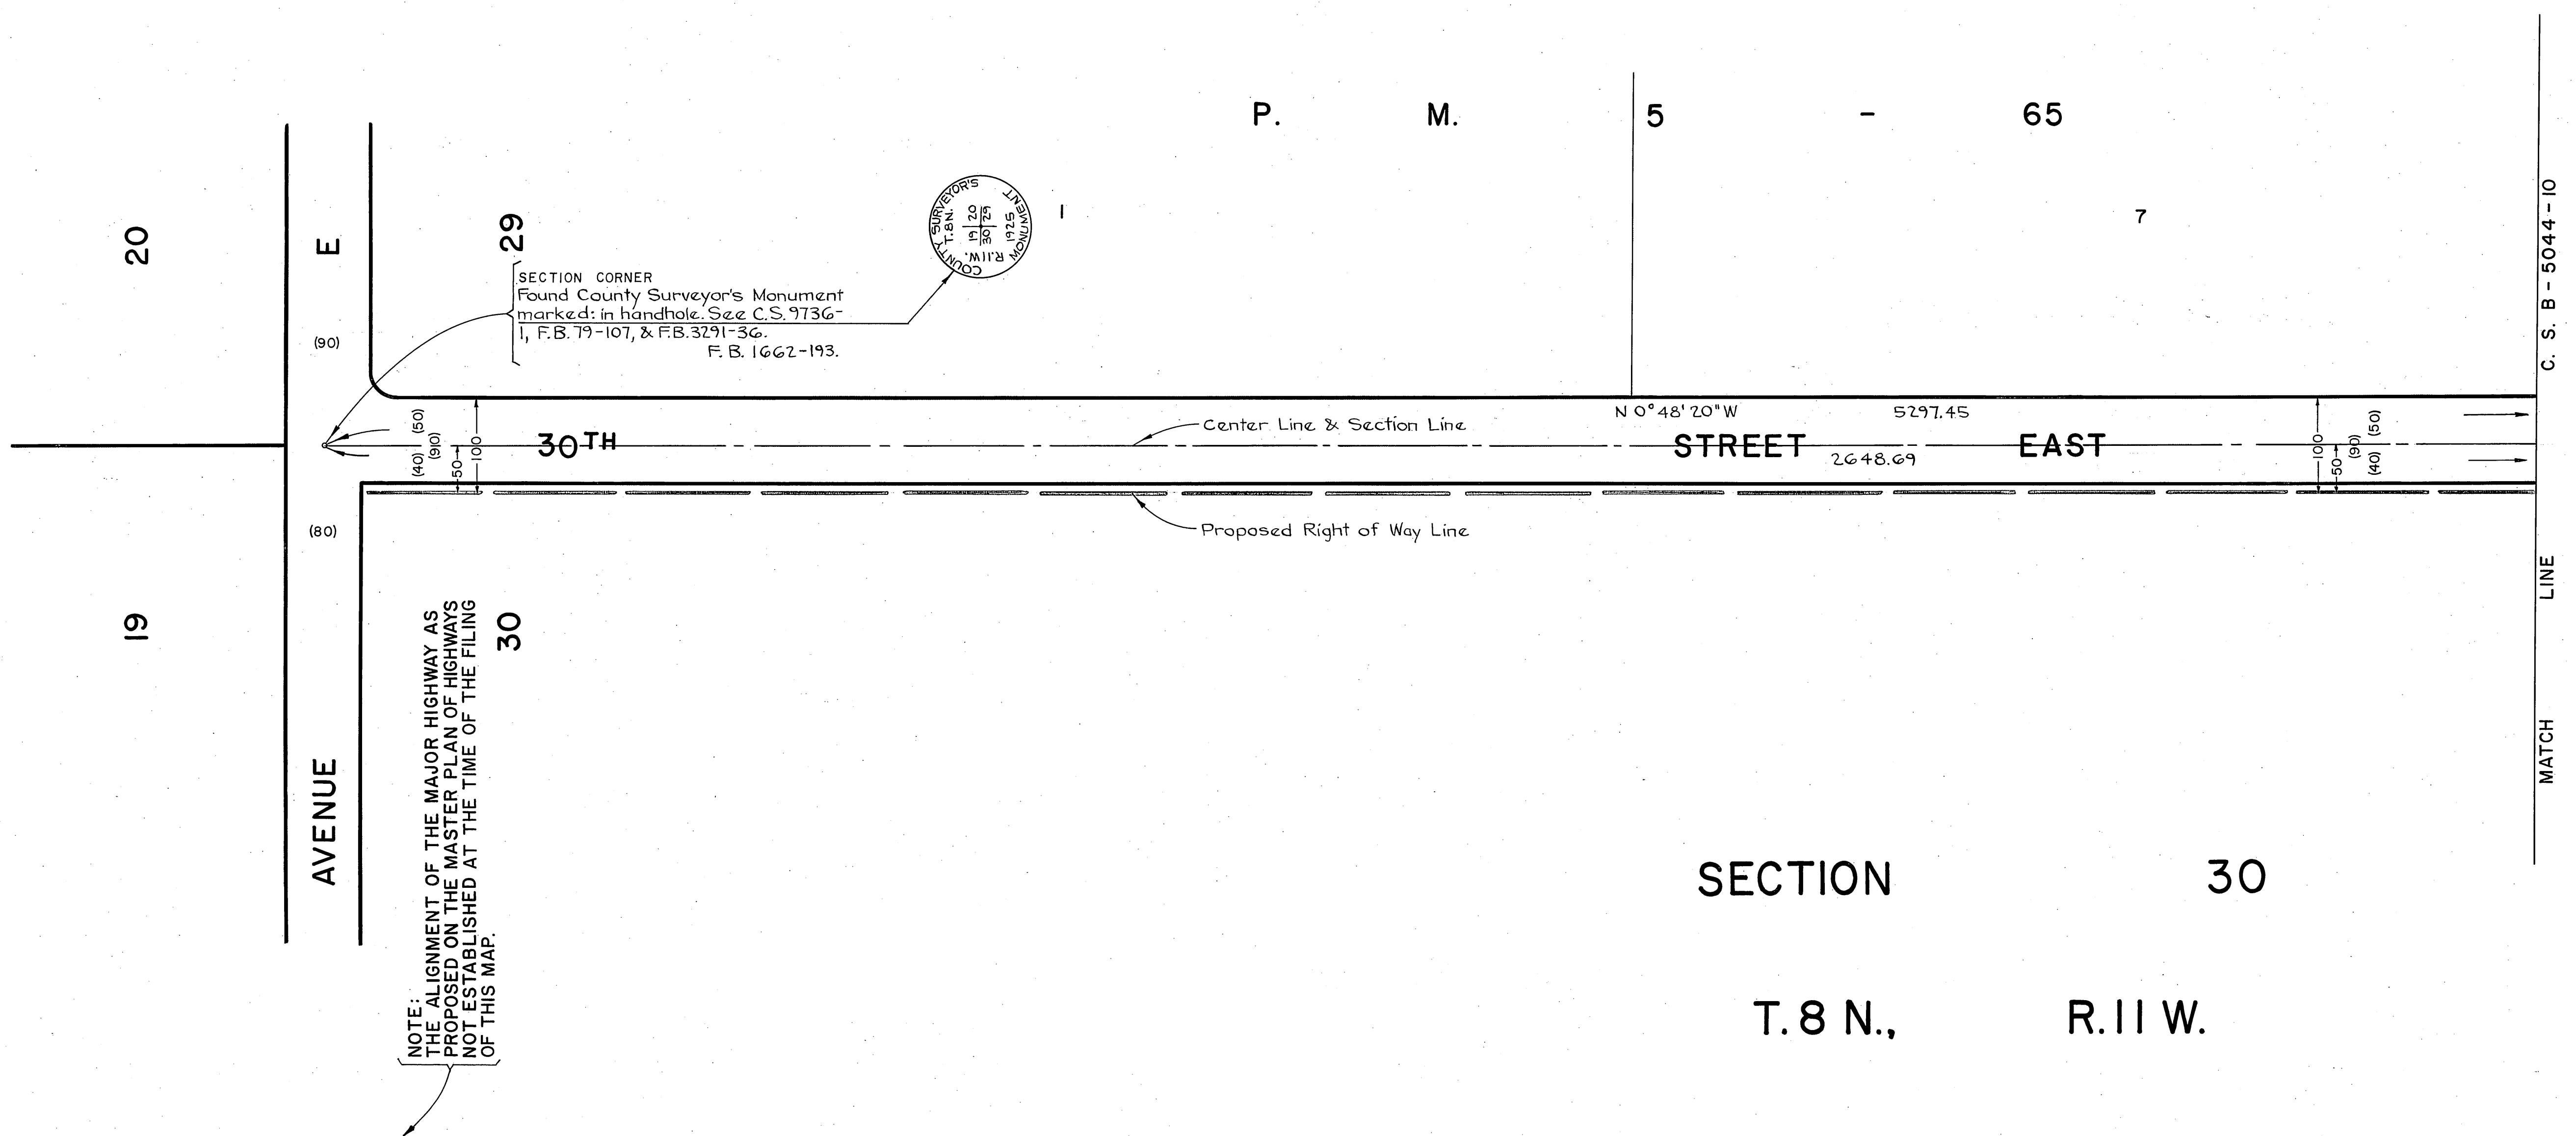 P. M. 5 - 65
20
E
29
(90)
SECTION CORNER
Found County Surveyor's Monument
marked: in handhole. See C.S. 9736-
1, F.B. 79-107, & F.B. 3291-36.
F. B. 1662-193.
COUNTY SURVEYOR'S MONUMENT
T.8N.
19 20
30 29
R.11W.
1925
1
7
C. S. B - 5044 - 10
N 0° 48' 20" W 5297.45
Center Line & Section Line
(50)
(90)
(40)
50
100
30TH STREET EAST
2648.69
100
50
(50)
(90)
(40)
Proposed Right of Way Line
(80)
19
30
AVENUE
MATCH LINE
NOTE:
THE ALIGNMENT OF THE MAJOR HIGHWAY AS
PROPOSED ON THE MASTER PLAN OF HIGHWAYS
NOT ESTABLISHED AT THE TIME OF THE FILING
OF THIS MAP.
SECTION 30
T. 8 N., R. 11 W.